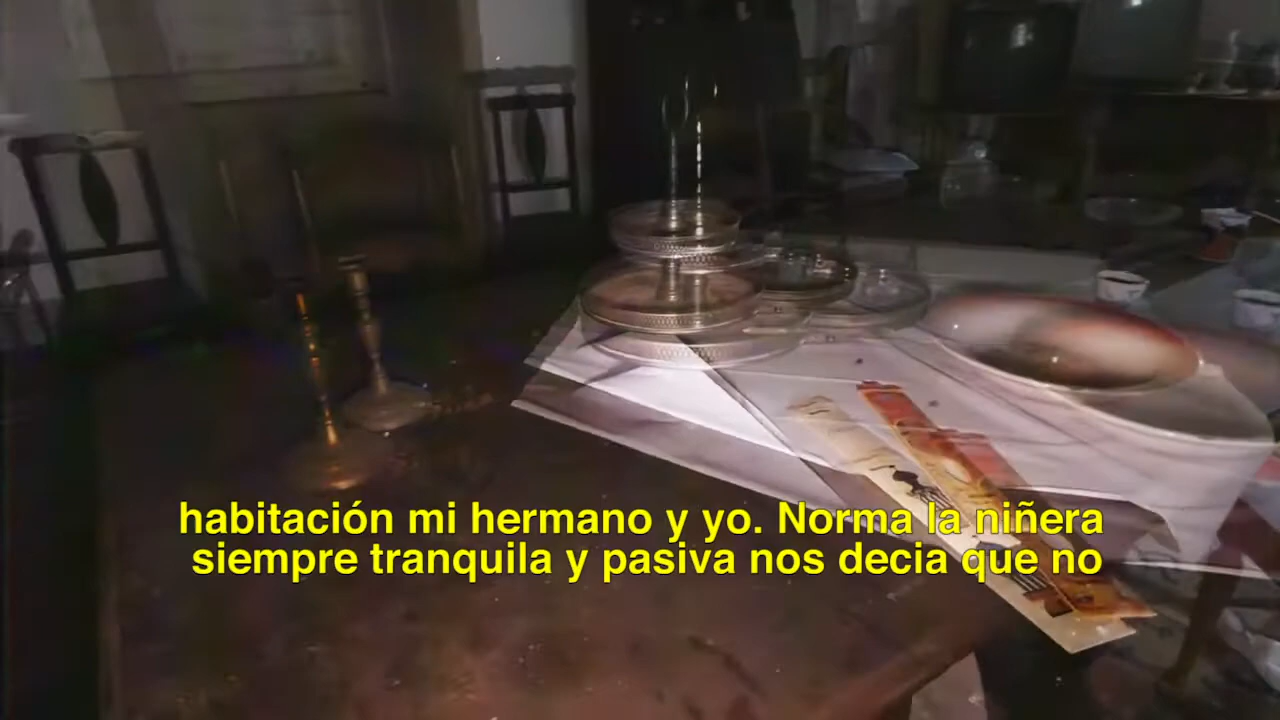 habitación mi hermano y yo. Norma la niñera
siempre tranquila y pasiva nos decia que no